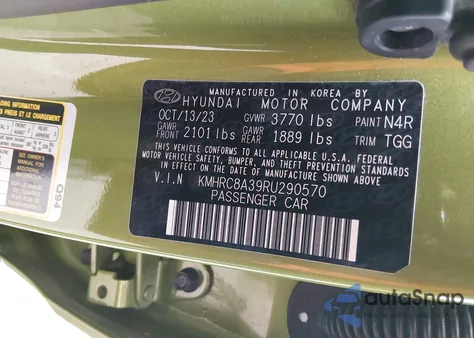 MANUFACTURED IN KOREA BY
HYUNDAI MOTOR COMPANY
OCT/13/23 GVWR 3770 lbs PAINT N4R
GAWR FRONT 2101 lbs GAWR REAR 1889 lbs TRIM TGG
THIS VEHICLE CONFORMS TO ALL APPLICABLE U.S.A. FEDERAL
MOTOR VEHICLE SAFETY, BUMPER, AND THEFT PREVENTION
STANDARDS IN EFFECT ON THE DATE OF MANUFACTURE SHOWN ABOVE.
V.I.N KMHRC8A39RU290570
PASSENGER CAR
Q94
autoSnap